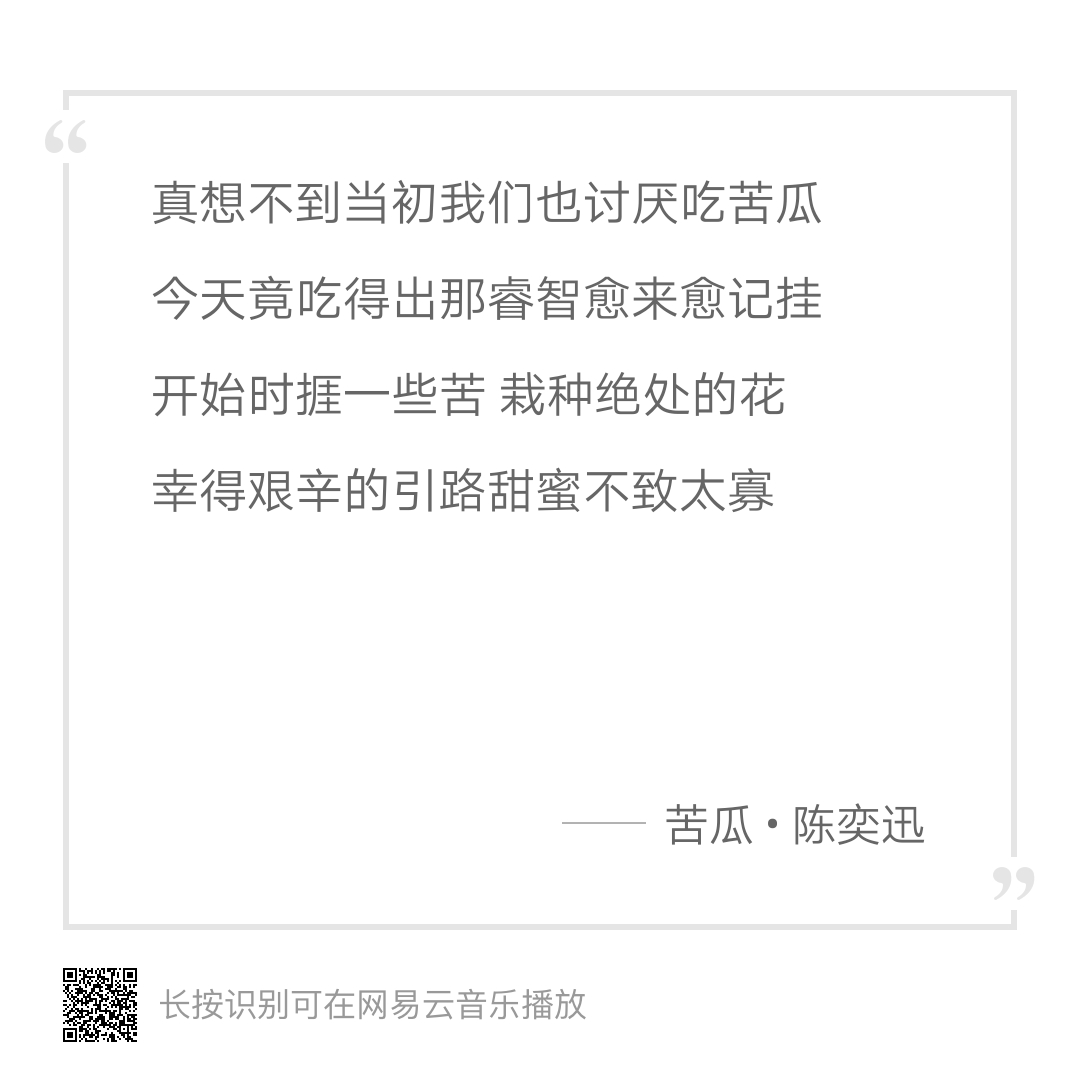 “
真想不到当初我们也讨厌吃苦瓜
今天竟吃得出那睿智愈来愈记挂
开始时捱一些苦 栽种绝处的花
幸得艰辛的引路甜蜜不致太寡
—— 苦瓜·陈奕迅
”
长按识别可在网易云音乐播放